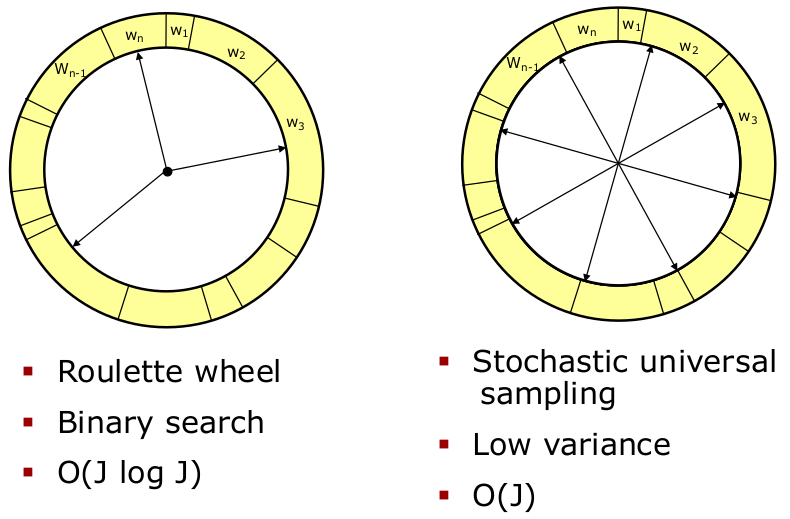 wn
w1
w2
Wn-1
w3
▪ Roulette wheel
▪ Binary search
▪ O(J log J)
wn
w1
w2
Wn-1
w3
▪ Stochastic universal
sampling
▪ Low variance
▪ O(J)